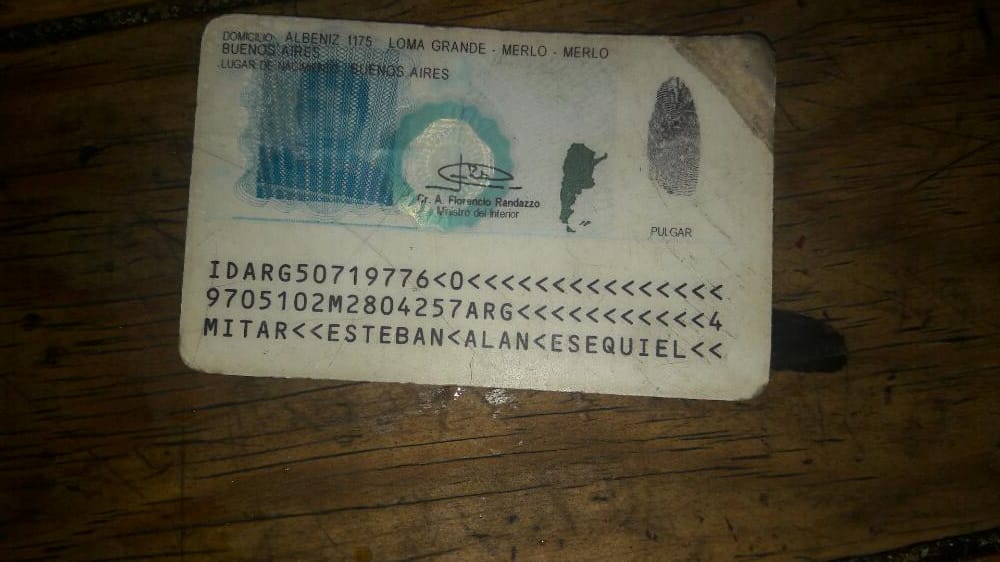 DOMICILIO: ALBENIZ 1175 LOMA GRANDE - MERLO - MERLO
BUENOS AIRES
LUGAR DE NACIMIENTO: BUENOS AIRES
Cr. A. Florencio Randazzo
Ministro del Interior
PULGAR
IDARG50719776<0<<<<<<<<<<<<<<<
9705102M2804257ARG<<<<<<<<<<<4
MITAR<<ESTEBAN<ALAN<ESEQUIEL<<